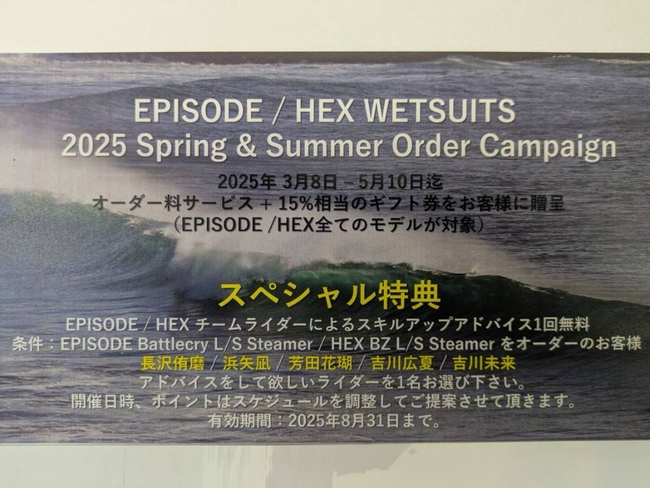 EPISODE / HEX WETSUITS
2025 Spring & Summer Order Campaign
2025年 3月8日 – 5月10日迄
オーダー料サービス + 15%相当のギフト券をお客様に贈呈
（EPISODE /HEX全てのモデルが対象）
スペシャル特典
EPISODE / HEX チームライダーによるスキルアップアドバイス1回無料
条件：EPISODE Battlecry L/S Steamer / HEX BZ L/S Steamer をオーダーのお客様
長沢侑磨 / 浜矢凪 / 芳田花瑚 / 吉川広夏 / 吉川未来
アドバイスをして欲しいライダーを1名お選び下さい。
開催日時、ポイントはスケジュールを調整してご提案させて頂きます。
有効期間：2025年8月31日まで。